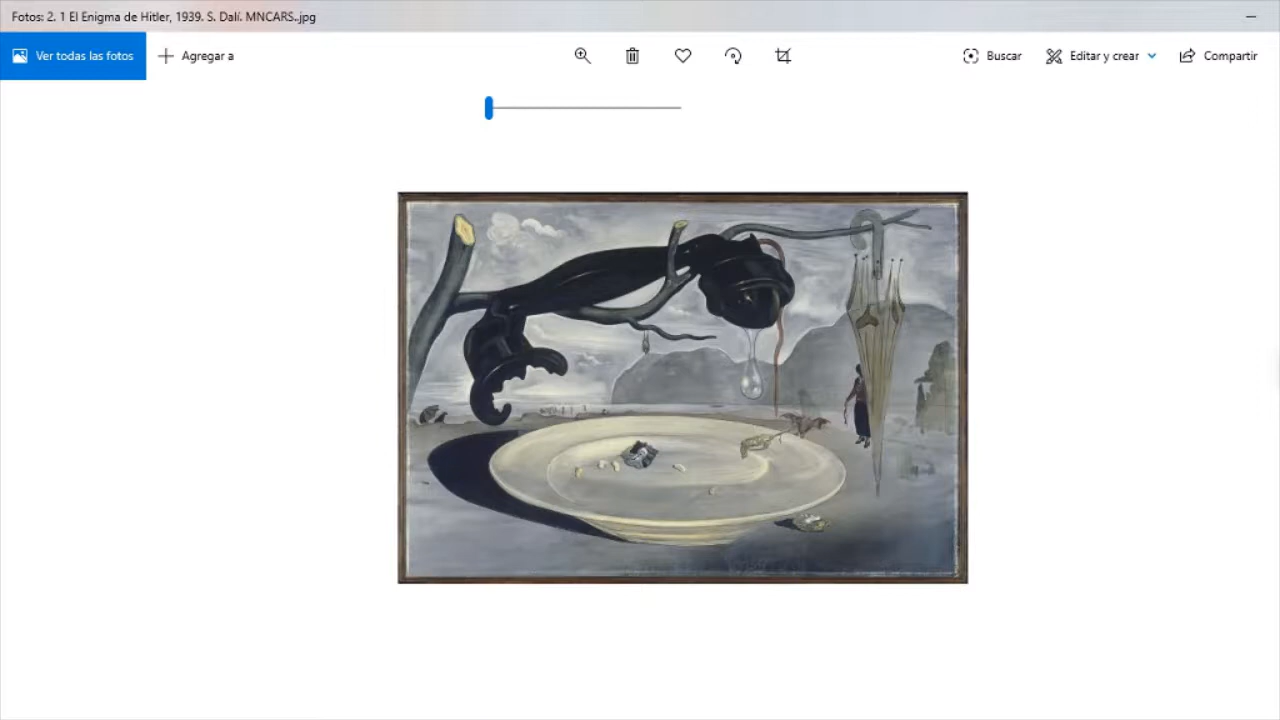 Fotos: 2. 1 El Enigma de Hitler, 1939. S. Dalí. MNCARS..jpg
Ver todas las fotos
Agregar a
Buscar
Editar y crear
Compartir